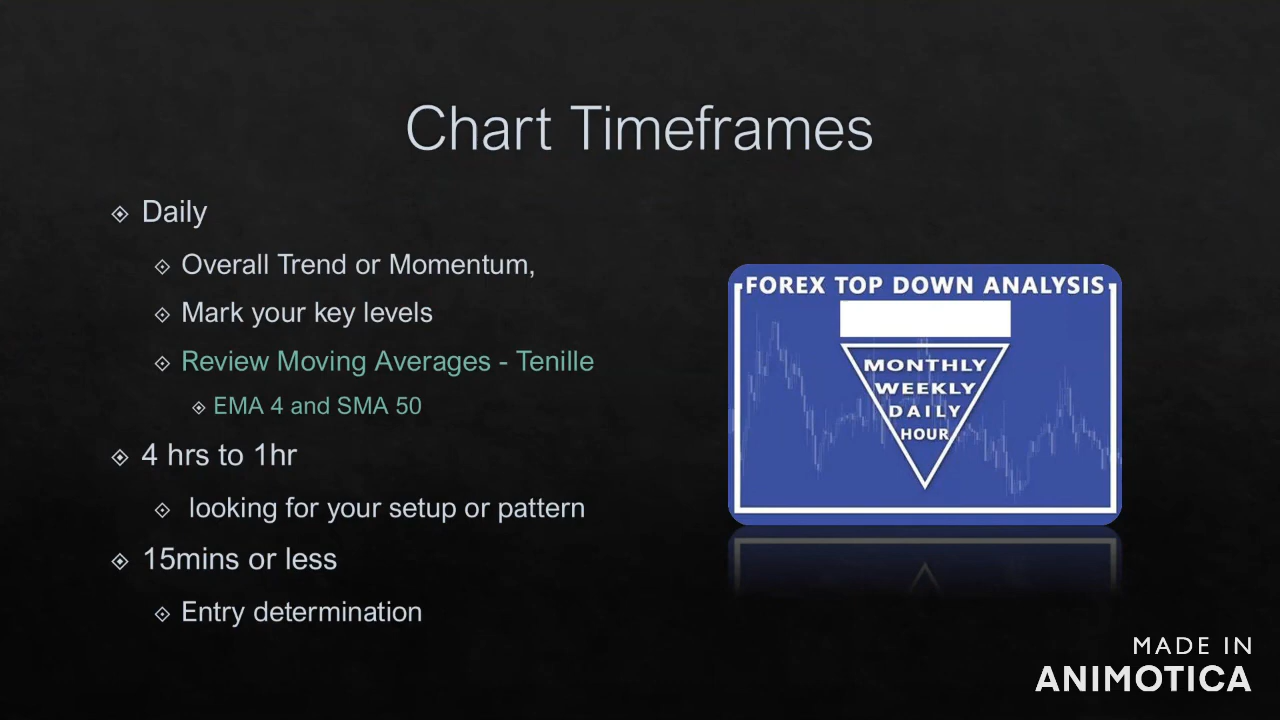 Chart Timeframes
Daily
Overall Trend or Momentum,
Mark your key levels
Review Moving Averages - Tenille
EMA 4 and SMA 50
4 hrs to 1hr
looking for your setup or pattern
15mins or less
Entry determination
FOREX TOP DOWN ANALYSIS
MONTHLY
WEEKLY
DAILY
HOUR
MADE IN
ANIMOTICA